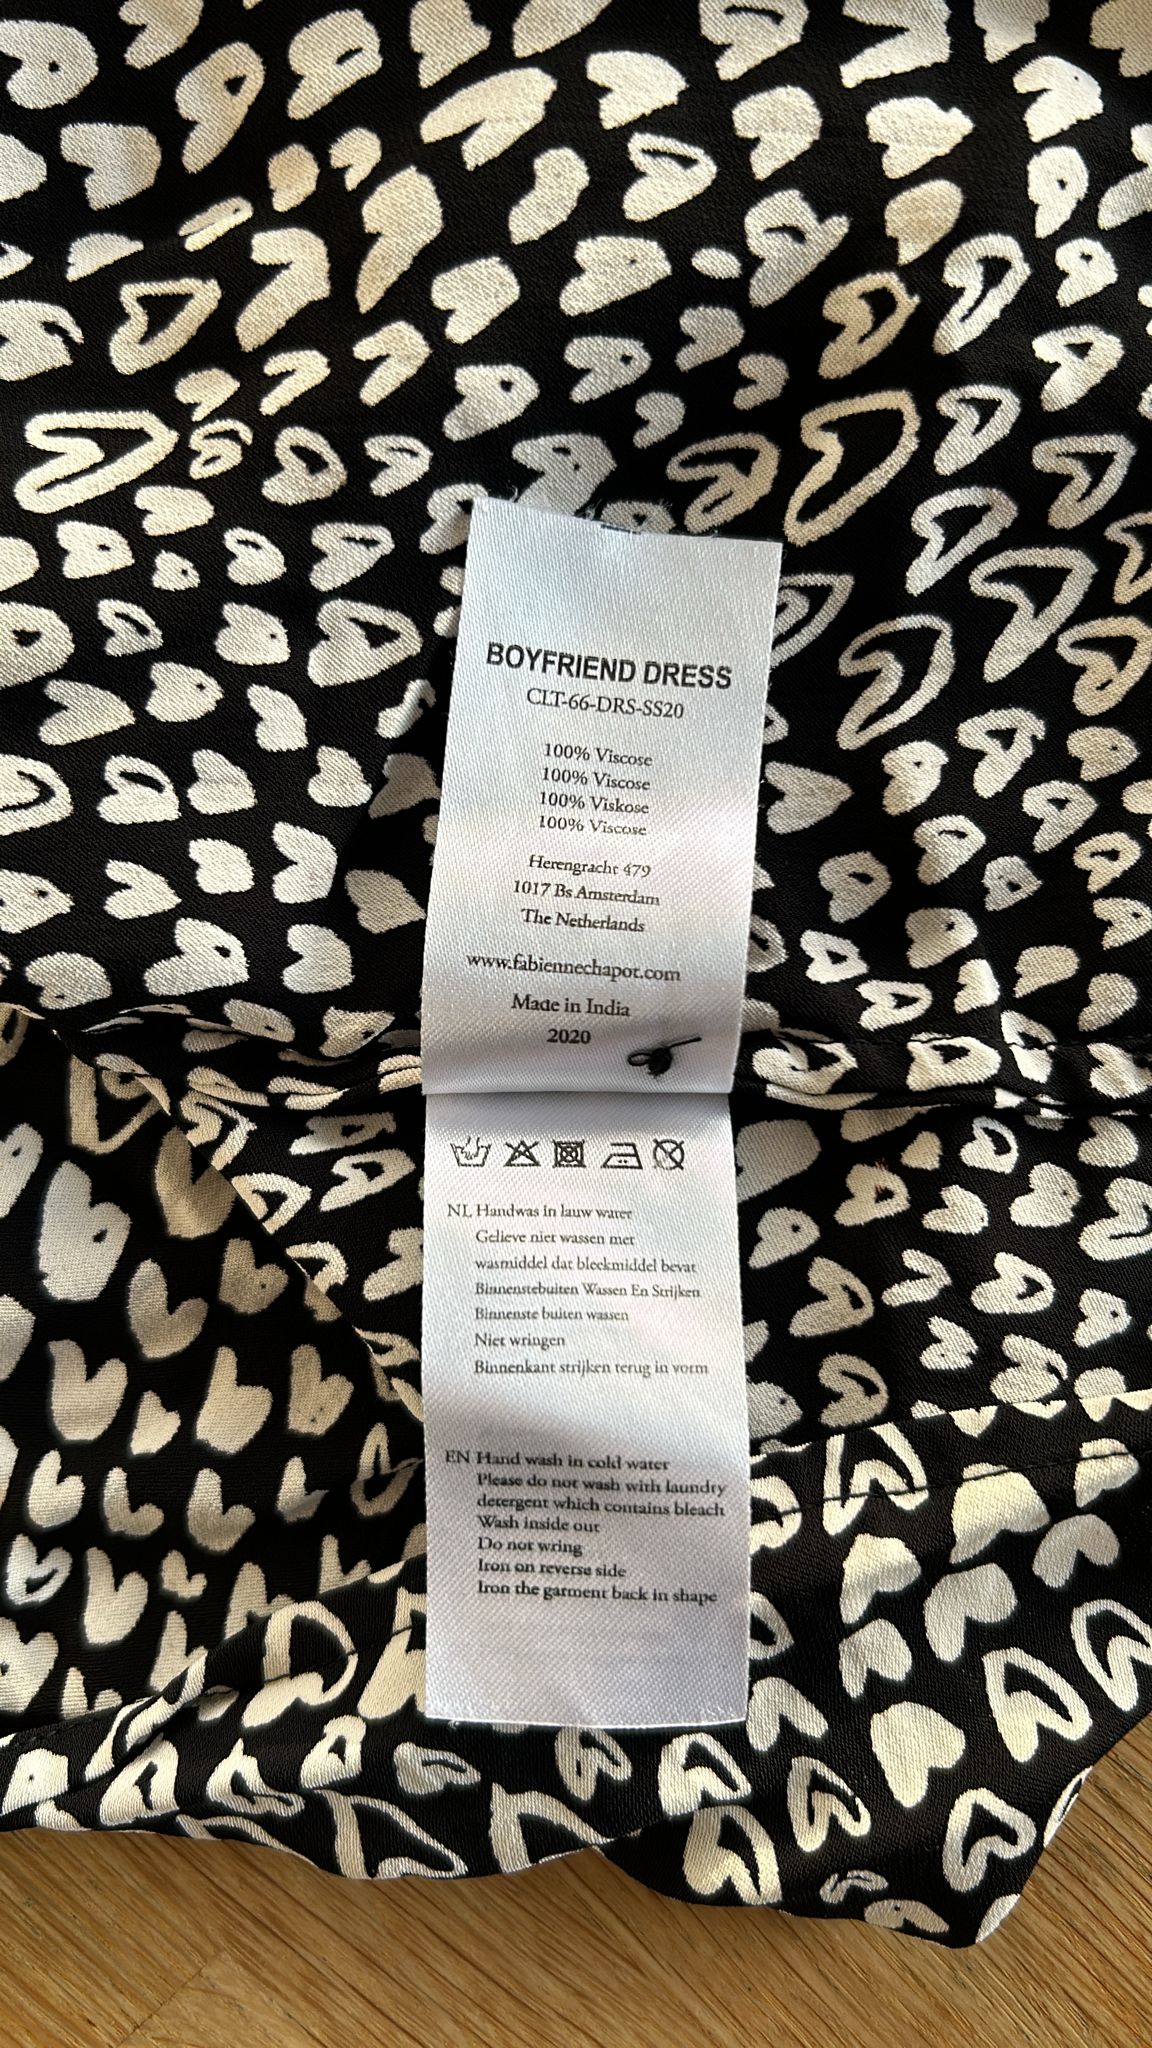 BOYFRIEND DRESS
CLT-66-DRS-SS20
100% Viscose
100% Viscose
100% Viskose
100% Viscose
Herengracht 479
1017 Bs Amsterdam
The Netherlands
www.fabiennechapot.com
Made in India
2020
NL Handwas in lauw water
Gelieve niet wassen met
wasmiddel dat bleekmiddel bevat
Binnenstebuiten Wassen En Strijken
Binnenste buiten wassen
Niet wringen
Binnenkant strijken terug in vorm
EN Hand wash in cold water
Please do not wash with laundry
detergent which contains bleach
Wash inside out
Do not wring
Iron on reverse side
Iron the garment back in shape